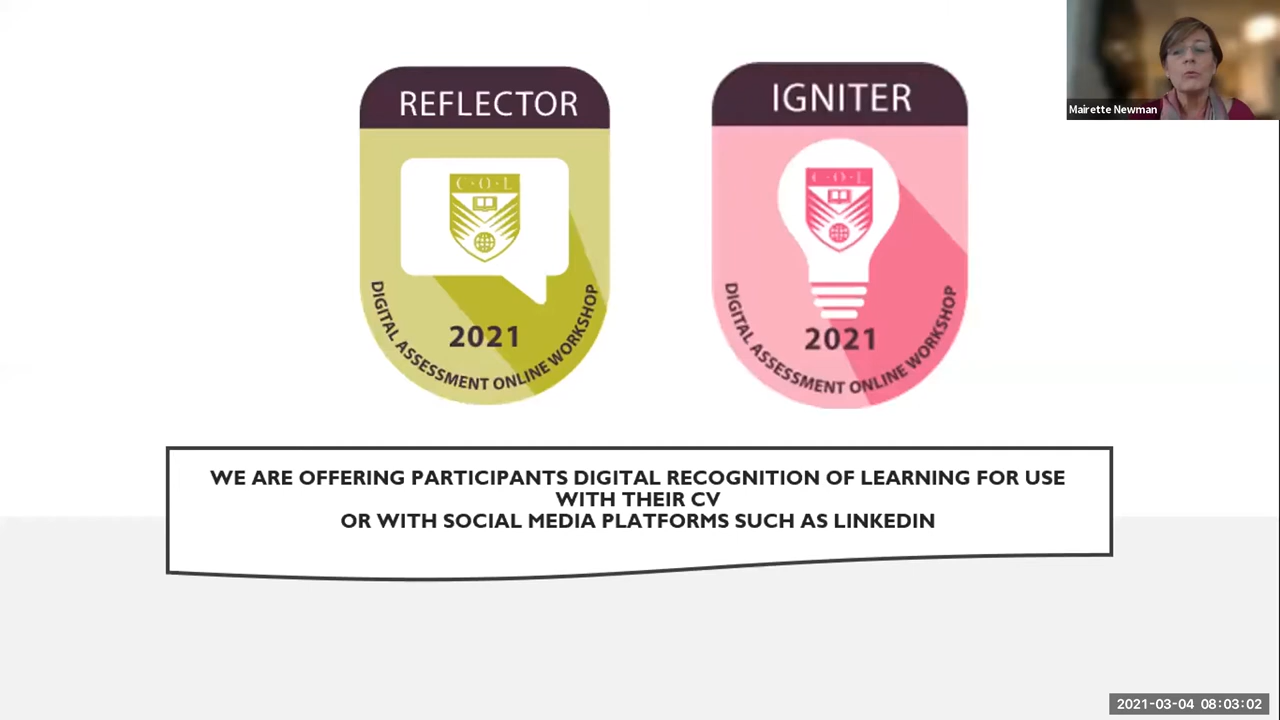 REFLECTOR
C·O·L
2021
DIGITAL ASSESSMENT ONLINE WORKSHOP
IGNITER
C·O·L
2021
DIGITAL ASSESSMENT ONLINE WORKSHOP
Mairette Newman
WE ARE OFFERING PARTICIPANTS DIGITAL RECOGNITION OF LEARNING FOR USE
WITH THEIR CV
OR WITH SOCIAL MEDIA PLATFORMS SUCH AS LINKEDIN
2021-03-04 08:03:02